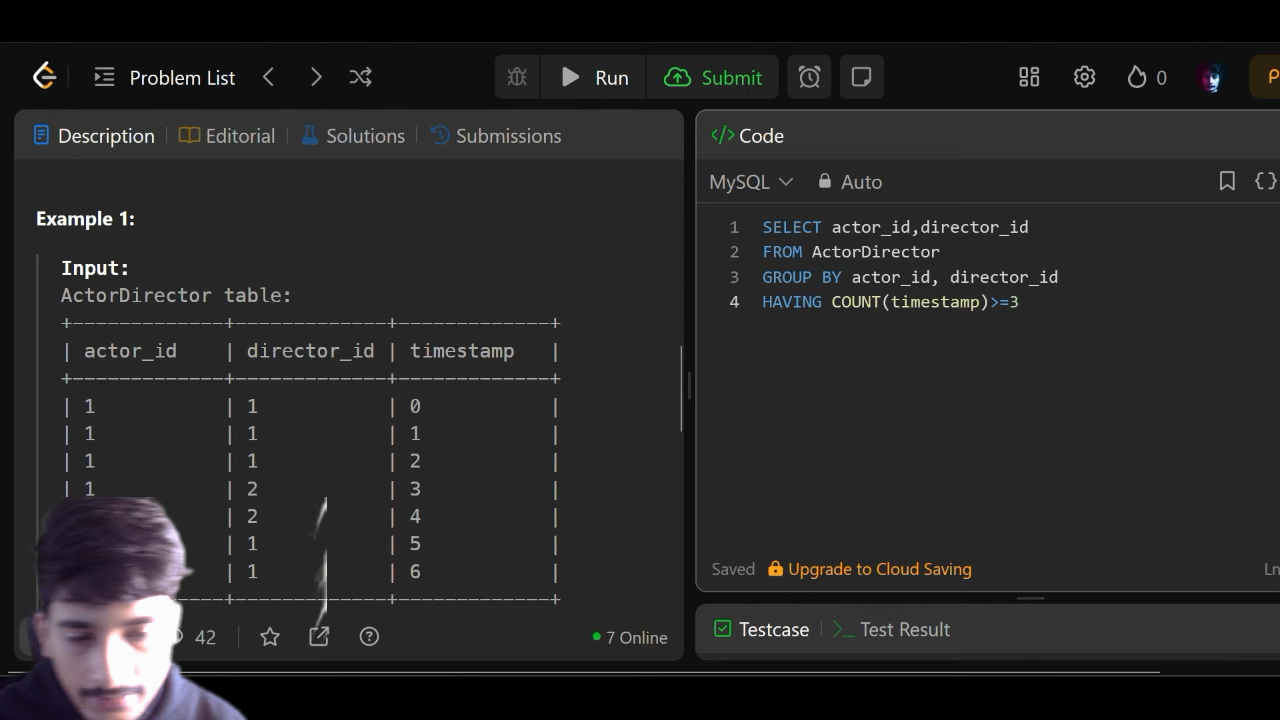 Problem List
Run
Submit
0
P
Description
Editorial
Solutions
Submissions
Example 1:
Input:
ActorDirector table:
+-------------+-------------+-------------+
| actor_id | director_id | timestamp |
+-------------+-------------+-------------+
| 1 | 1 | 0 |
| 1 | 1 | 1 |
| 1 | 1 | 2 |
| 1 | 2 | 3 |
| 2 | 4 |
| 1 | 5 |
| 1 | 6 |
42
7 Online
</> Code
MySQL
Auto
{}
1 SELECT actor_id,director_id
2 FROM ActorDirector
3 GROUP BY actor_id, director_id
4 HAVING COUNT(timestamp)>=3
Saved
Upgrade to Cloud Saving
Ln
Testcase
Test Result